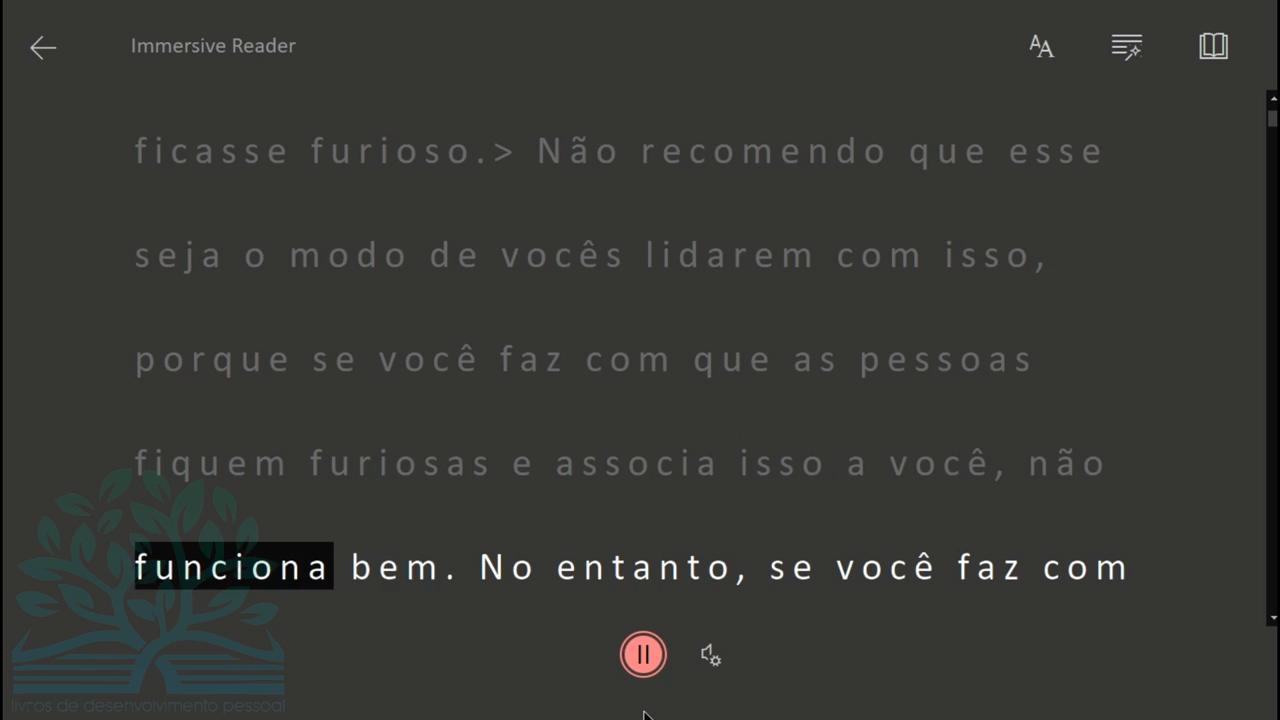 Immersive Reader
ficasse furioso.> Não recomendo que esse
seja o modo de vocês lidarem com isso,
porque se você faz com que as pessoas
fiquem furiosas e associa isso a você, não
funciona bem. No entanto, se você faz com
livros de desenvolvimento pessoal